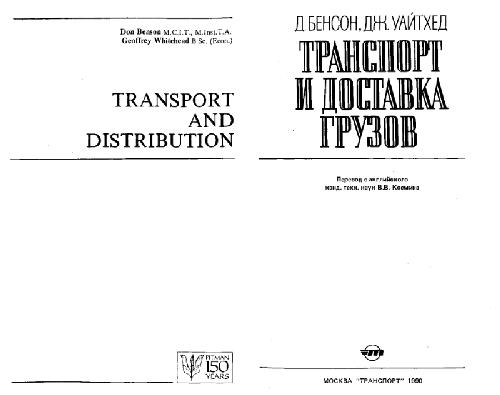 Don Benson M.C.I.T., M.Inst.T.A.
Geoffrey Whitehead B Sc. (Econ.)
TRANSPORT
AND
DISTRIBUTION
PITMAN
150
YEARS
Д. БЕНСОН, ДЖ. УАЙТХЕД
ТРАНСПОРТ
И ДОСТАВКА
ГРУЗОВ
Перевод с английского
канд. техн. наук В.В. Космина
МОСКВА "ТРАНСПОРТ" 1990